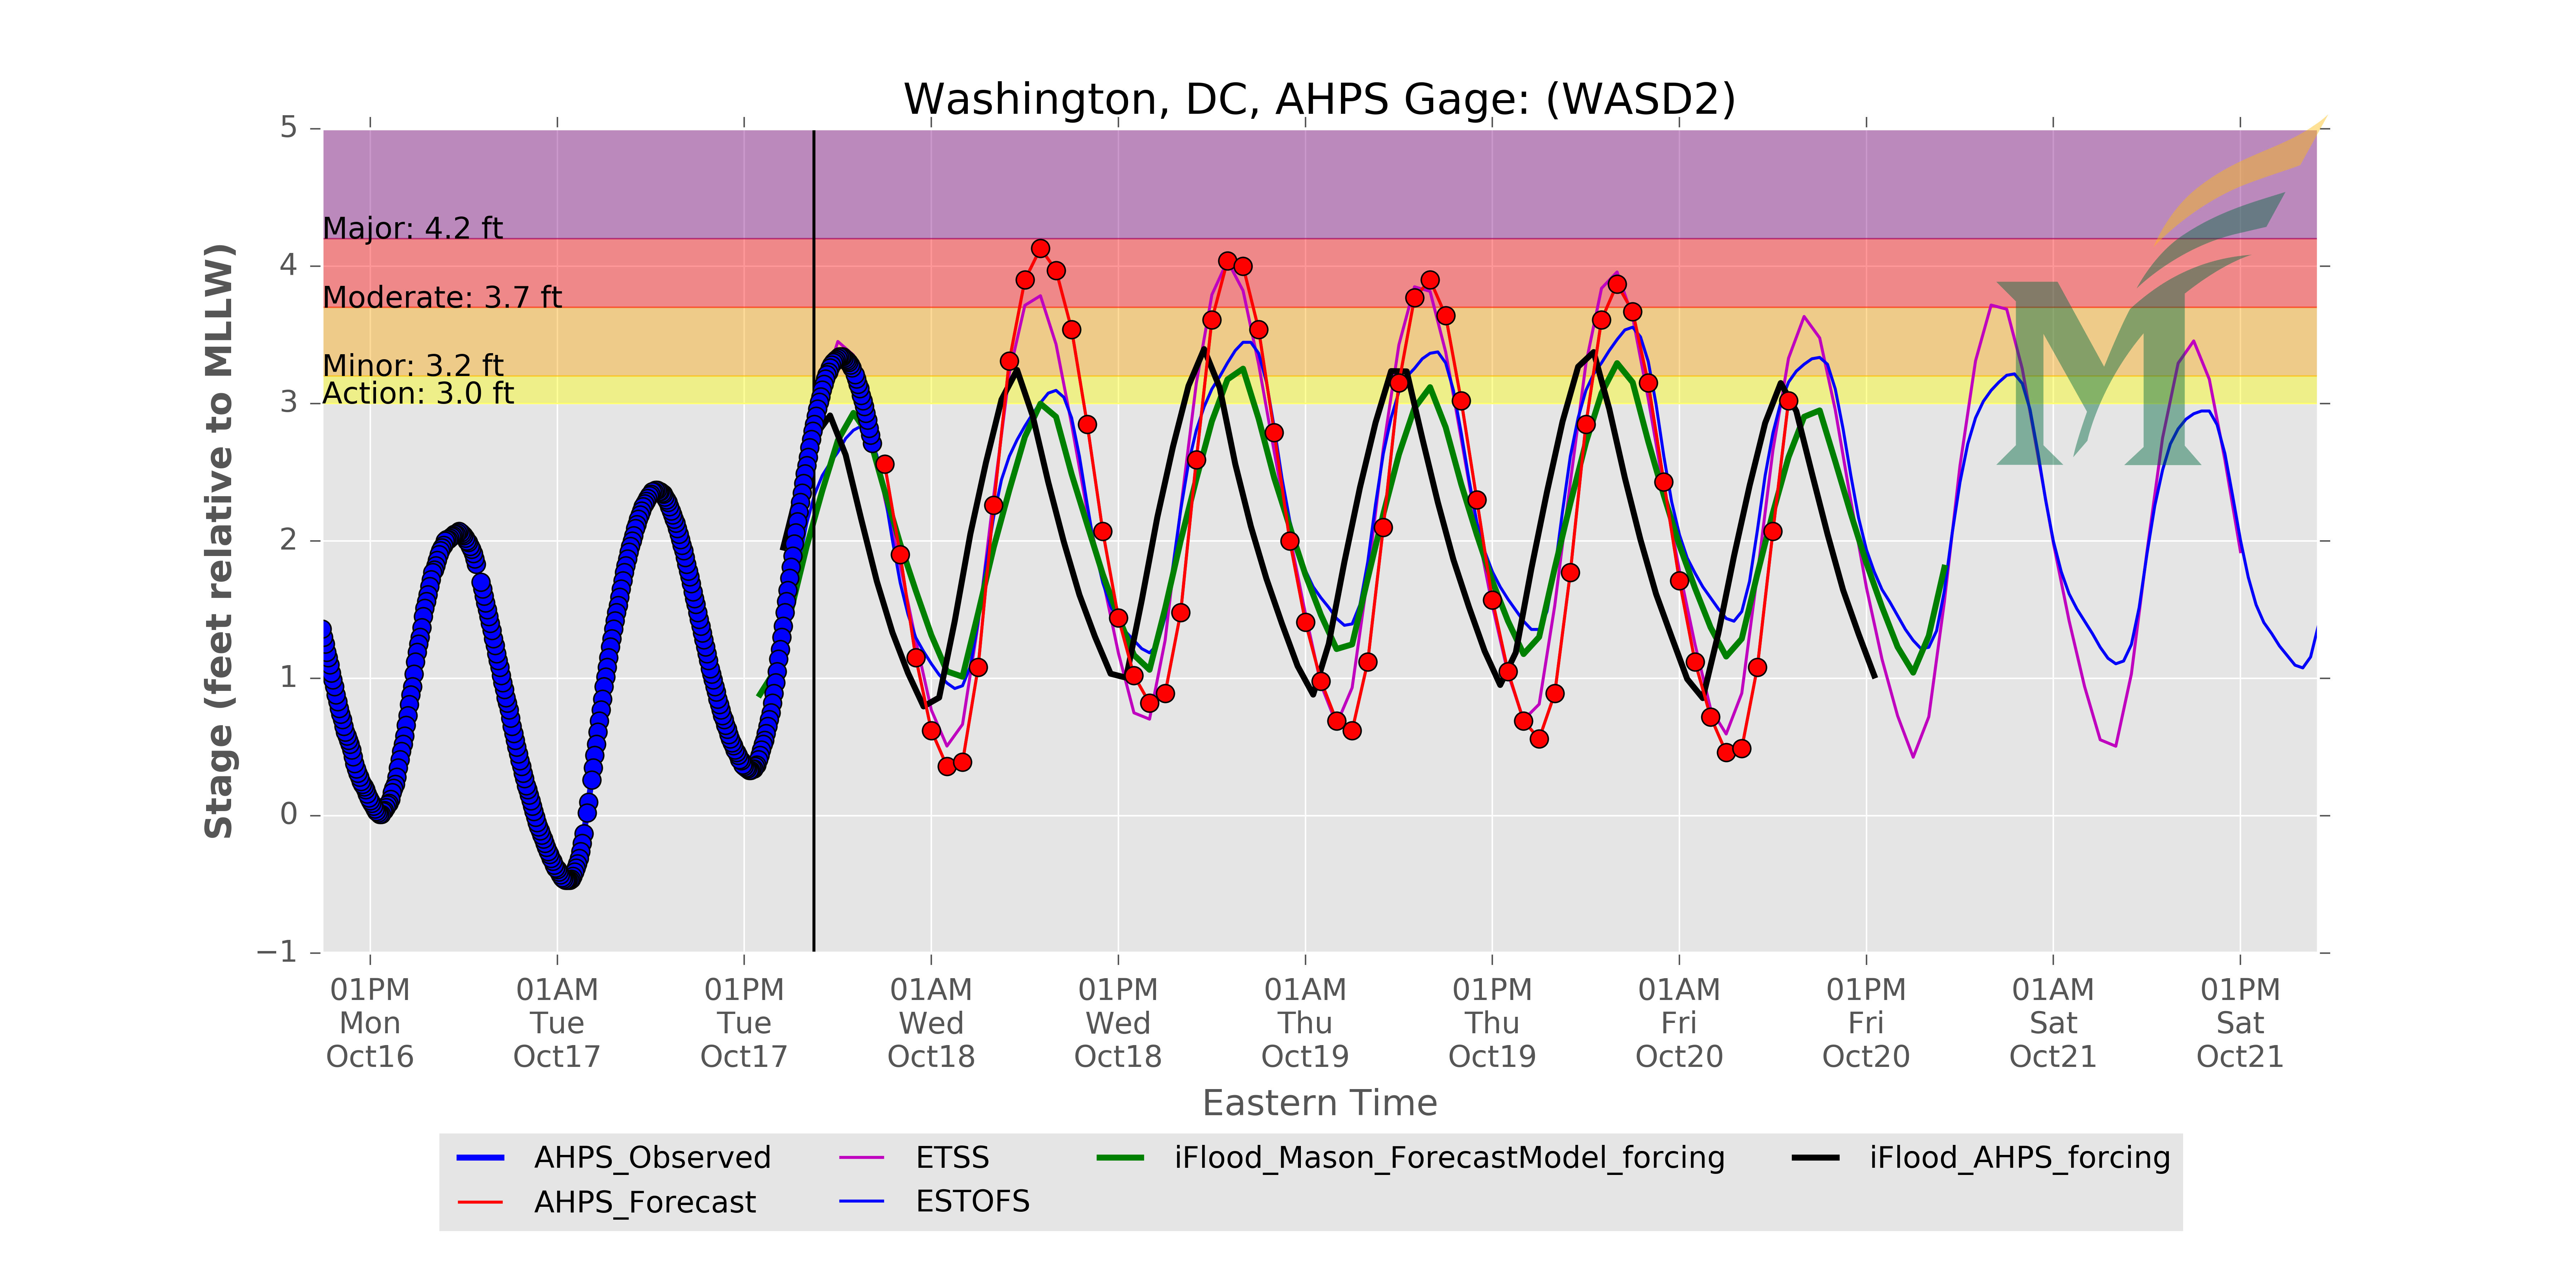 Washington, DC, AHPS Gage: (WASD2)
5
4
3
2
1
0
−1
Stage (feet relative to MLLW)
Major: 4.2 ft
Moderate: 3.7 ft
Minor: 3.2 ft
Action: 3.0 ft
01PM Mon Oct16
01AM Tue Oct17
01PM Tue Oct17
01AM Wed Oct18
01PM Wed Oct18
01AM Thu Oct19
01PM Thu Oct19
01AM Fri Oct20
01PM Fri Oct20
01AM Sat Oct21
01PM Sat Oct21
Eastern Time
AHPS_Observed
AHPS_Forecast
ETSS
ESTOFS
iFlood_Mason_ForecastModel_forcing
iFlood_AHPS_forcing
M